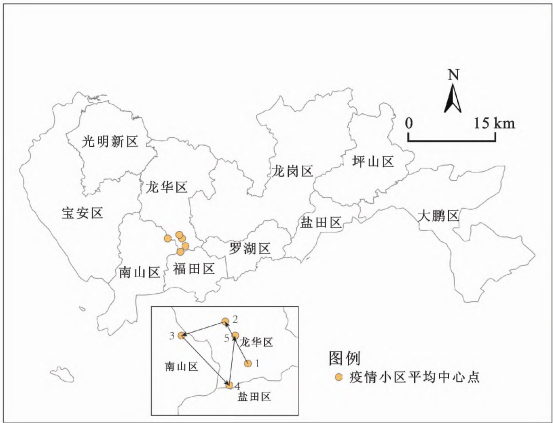 N
0 15 km
光明新区
龙华区
龙岗区
坪山区
宝安区
盐田区
大鹏区
罗湖区
南山区
福田区
2
3
5
龙华区
南山区
1
4
盐田区
图例
疫情小区平均中心点